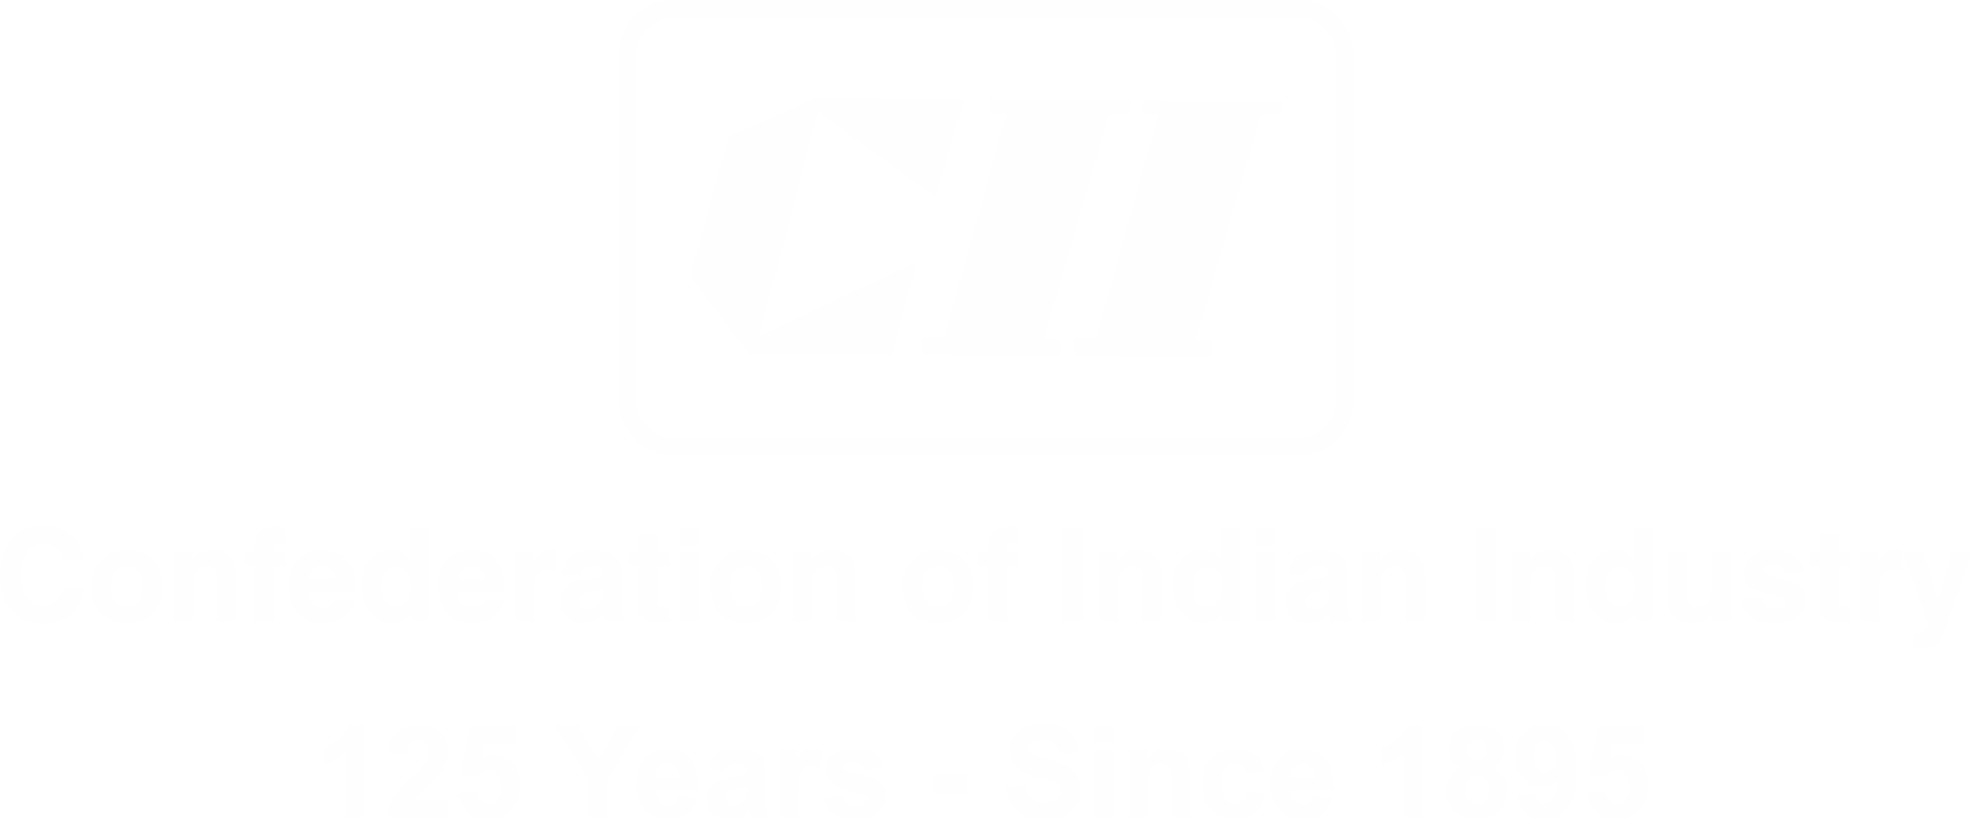 CII
Confederation of Indian Industry
125 Years - Since 1895